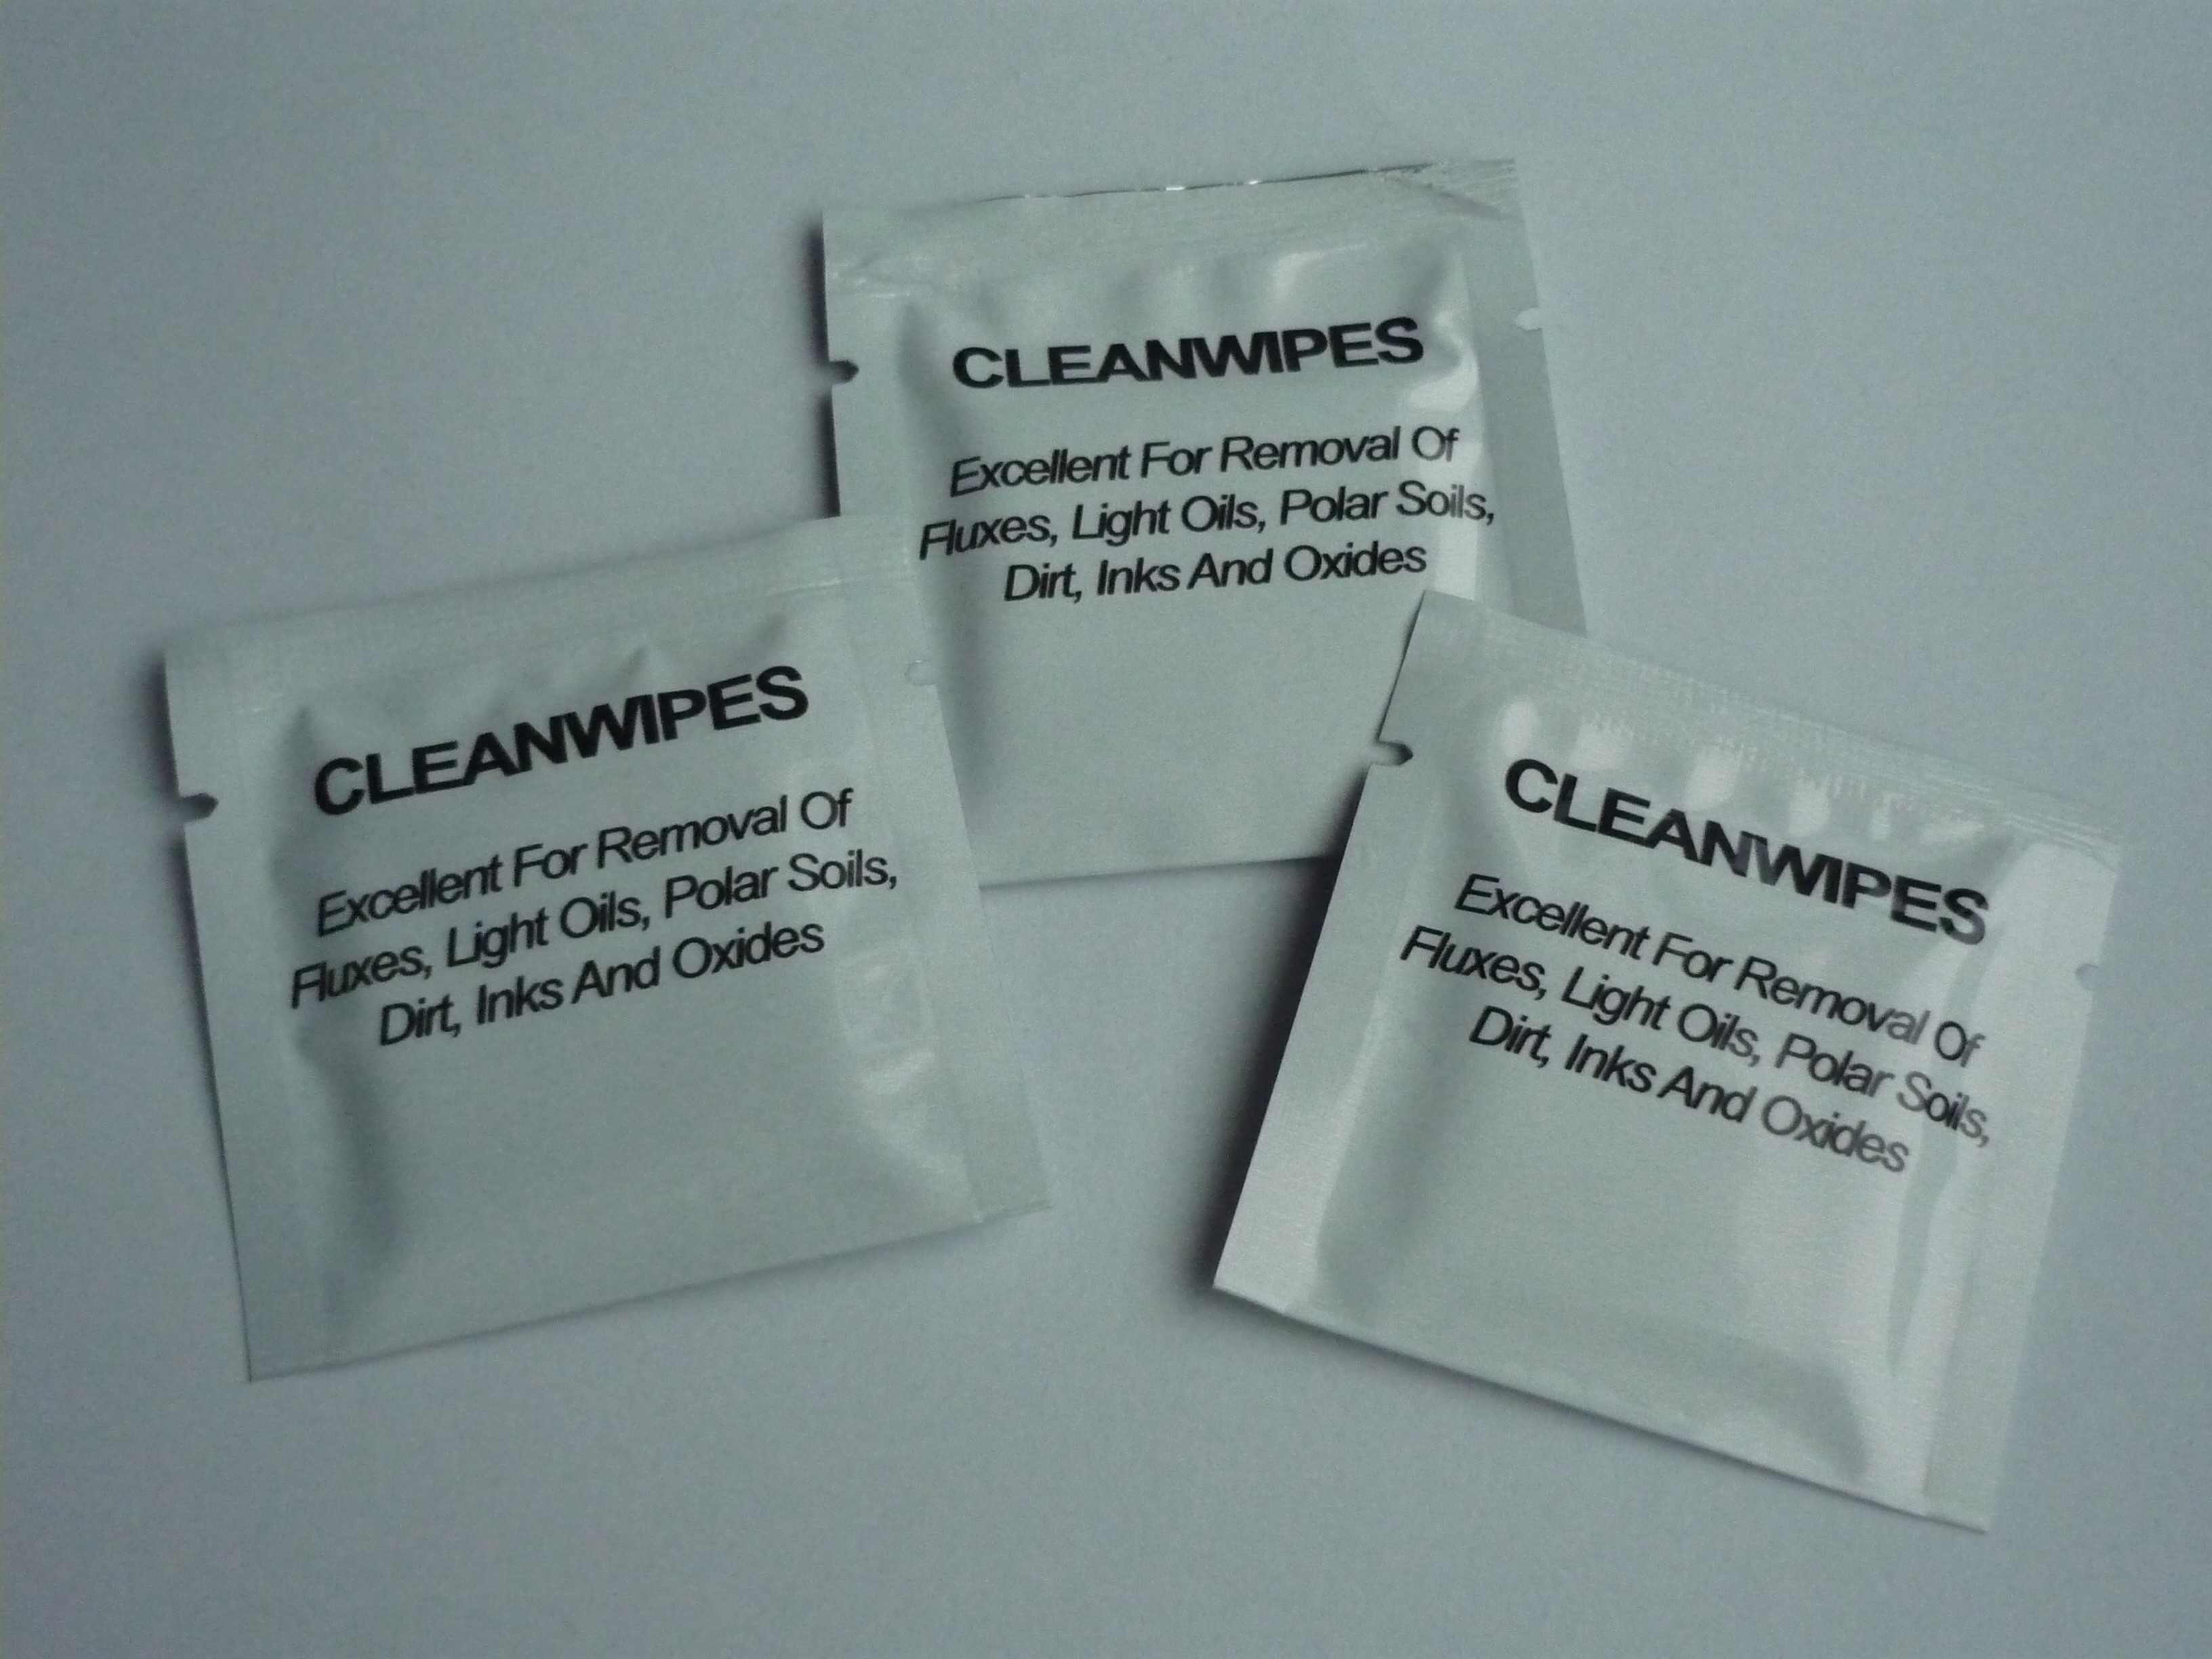 CLEANWIPES
Excellent For Removal Of
Fluxes, Light Oils, Polar Soils,
Dirt, Inks And Oxides
CLEANWIPES
Excellent For Removal Of
Fluxes, Light Oils, Polar Soils,
Dirt, Inks And Oxides
CLEANWIPES
Excellent For Removal Of
Fluxes, Light Oils, Polar Soils,
Dirt, Inks And Oxides